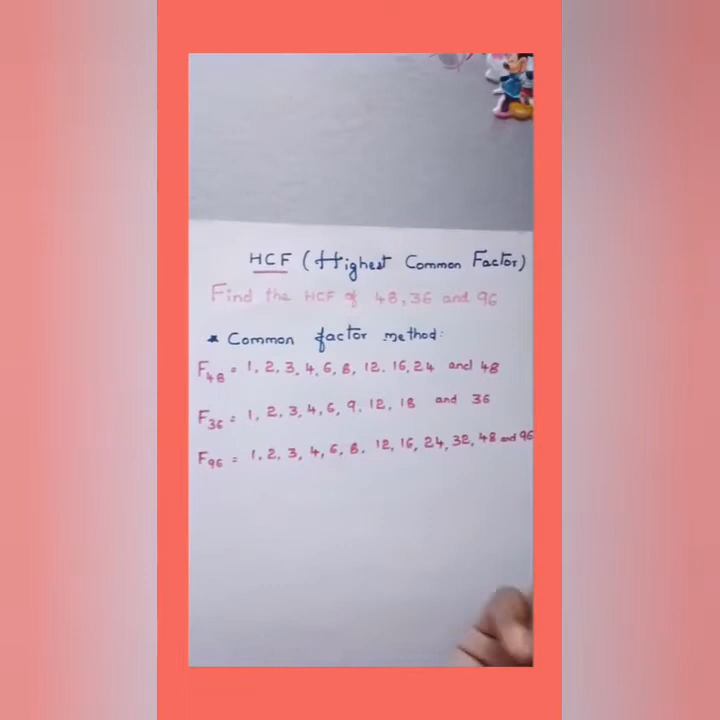 HCF (Highest Common Factor)
Find the HCF of 48, 36 and 96
* Common factor method:
F48 = 1, 2, 3, 4, 6, 8, 12, 16, 24 and 48
F36 = 1, 2, 3, 4, 6, 9, 12, 18 and 36
F96 = 1, 2, 3, 4, 6, 8, 12, 16, 24, 32, 48 and 96